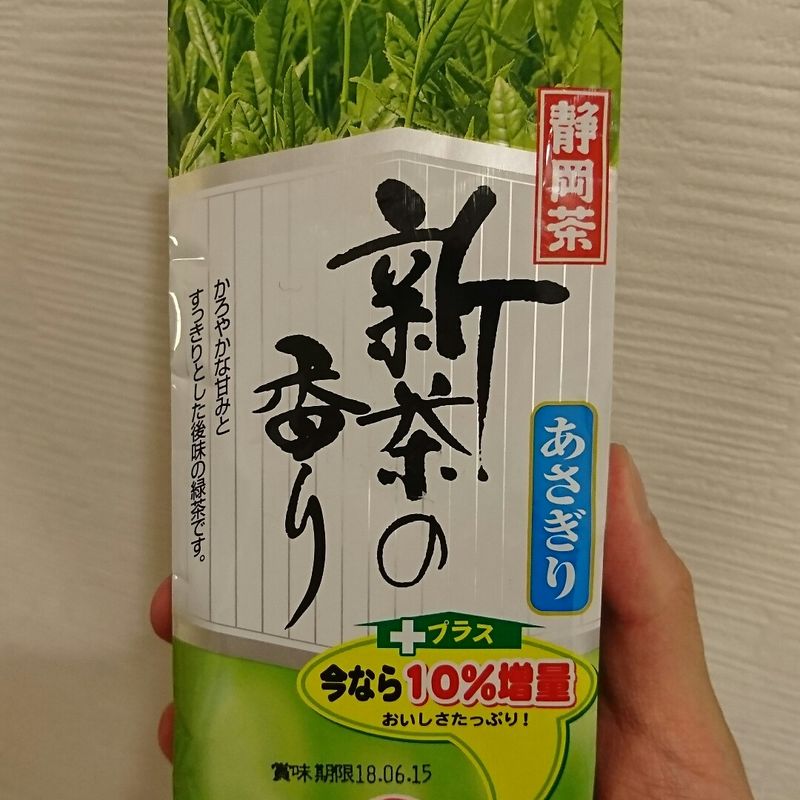 静岡茶
新茶の
香り
かろやかな甘みと
すっきりとした後味の緑茶です。
あさぎり
+プラス
今なら10%増量
おいしさたっぷり!
賞味期限18.06.15